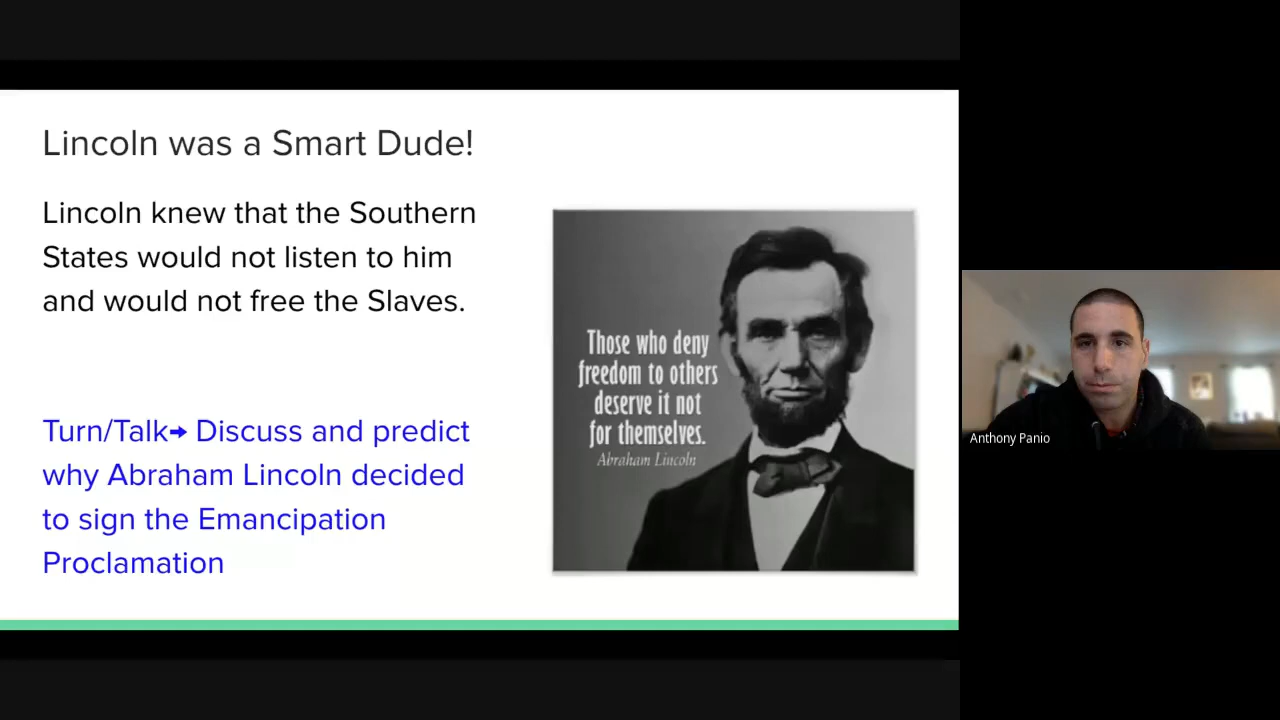 Lincoln was a Smart Dude!
Lincoln knew that the Southern
States would not listen to him
and would not free the Slaves.
Turn/Talk➔ Discuss and predict
why Abraham Lincoln decided
to sign the Emancipation
Proclamation
Those who deny
freedom to others
deserve it not
for themselves.
Abraham Lincoln
Anthony Panio